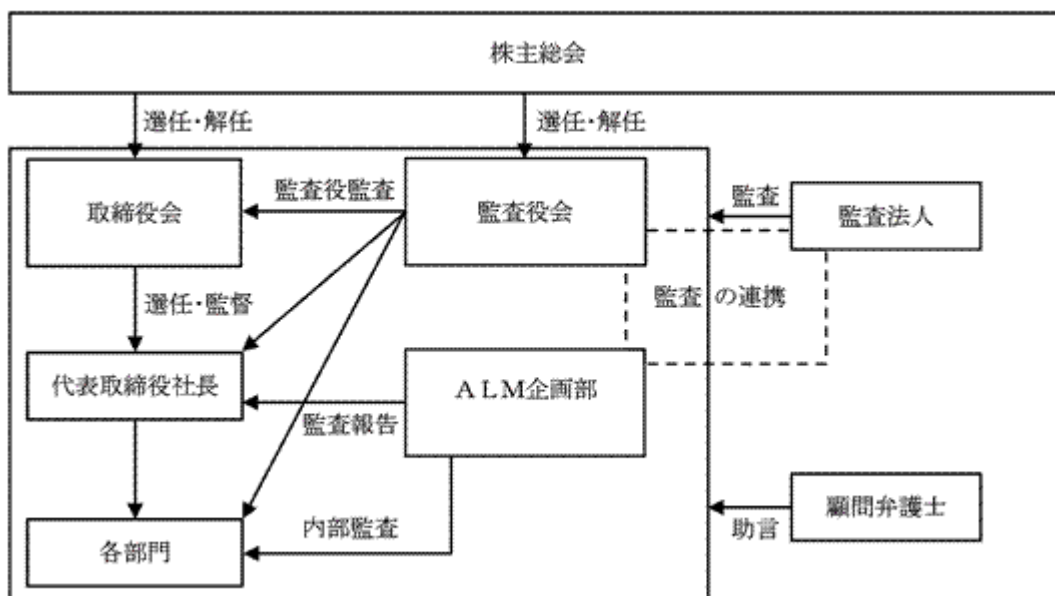 株主総会
選任・解任
選任・解任
取締役会
監査役監査
監査役会
監査
監査法人
選任・監督
監査の連携
代表取締役社長
監査報告
ALM企画部
各部門
内部監査
助言
顧問弁護士